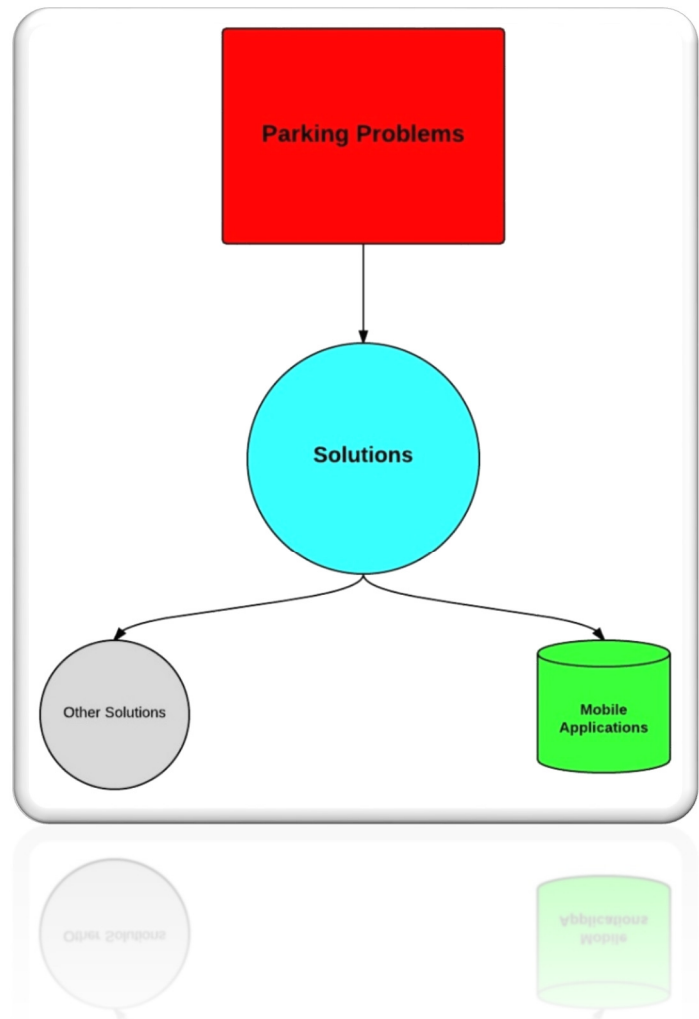 Parking Problems
Solutions
Other Solutions
Mobile
Applications